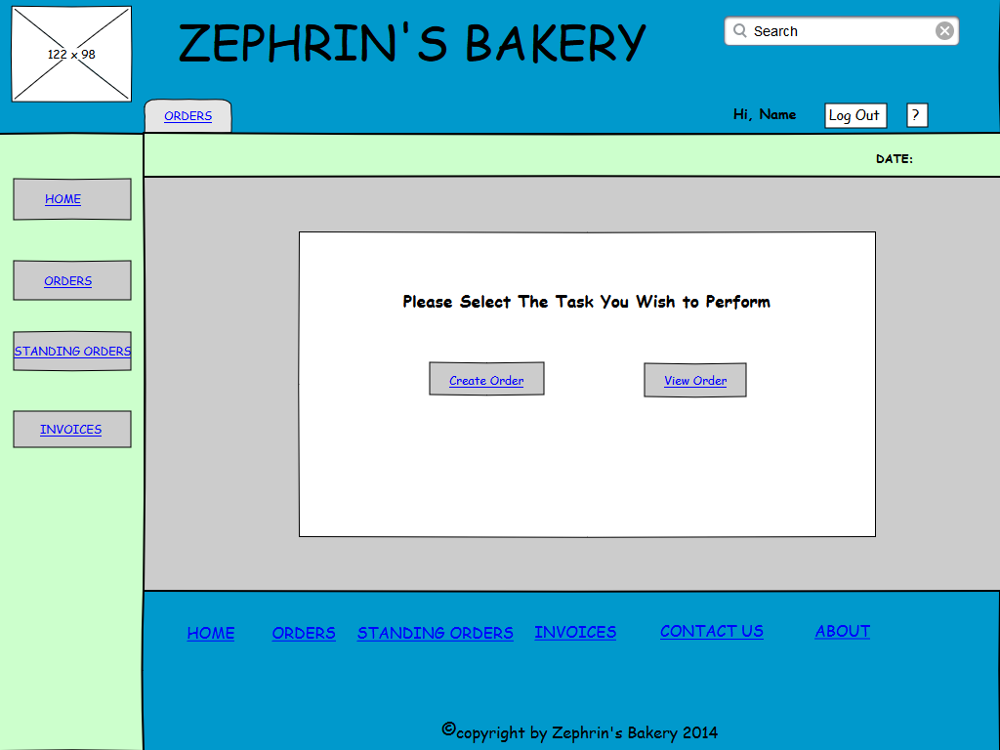 122 x 98
ZEPHRIN'S BAKERY
Search
ORDERS
Hi, Name
Log Out
?
DATE:
HOME
ORDERS
STANDING ORDERS
INVOICES
Please Select The Task You Wish to Perform
Create Order
View Order
HOME
ORDERS
STANDING ORDERS
INVOICES
CONTACT US
ABOUT
©copyright by Zephrin's Bakery 2014